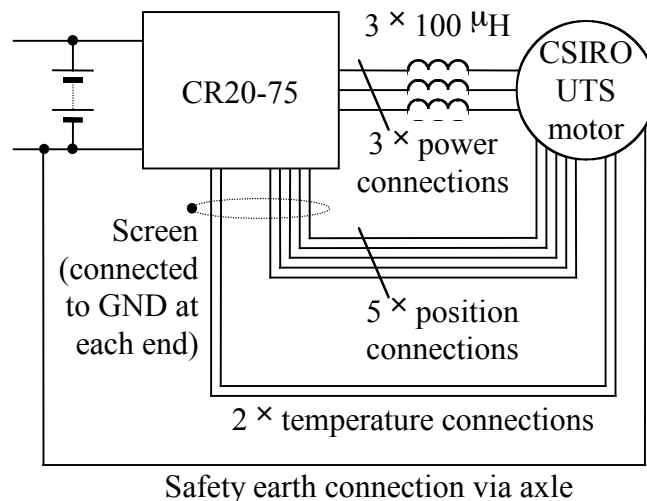 3 × 100 μH
CR20-75
CSIRO
UTS
motor
3 × power
connections
Screen
(connected
to GND at
each end)
5 × position
connections
2 × temperature connections
Safety earth connection via axle